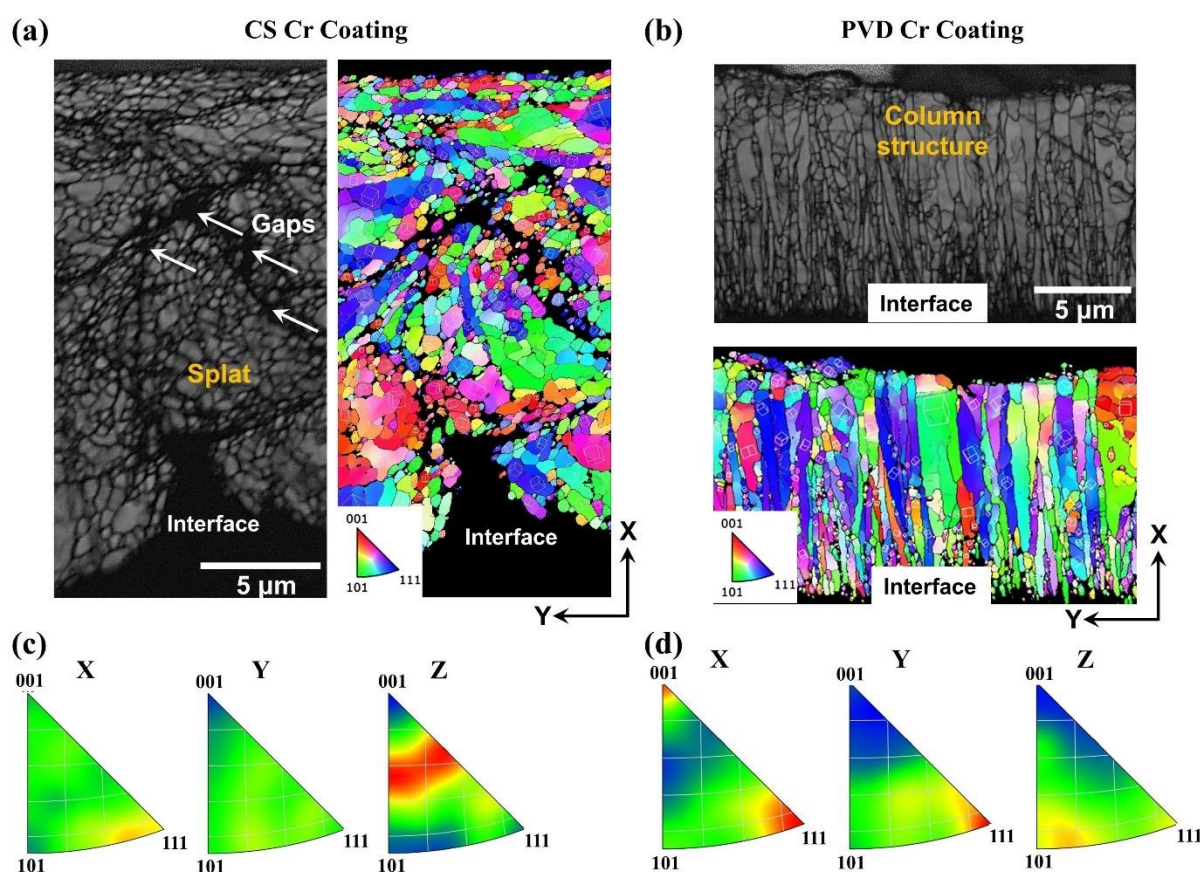 (a) CS Cr Coating
Gaps
Splat
Interface
5 µm
001
101
111
Interface
X
Y
(b) PVD Cr Coating
Column
structure
Interface
5 µm
001
101
111
Interface
X
Y
(c)
X
001
101
111
Y
001
111
Z
001
111
101
(d)
X
001
101
111
Y
001
101
111
Z
001
101
111